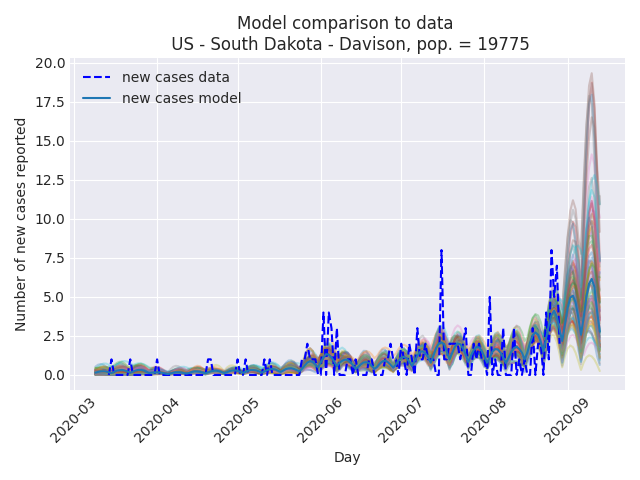 Model comparison to data
US - South Dakota - Davison, pop. = 19775
20.0
17.5
15.0
12.5
10.0
7.5
5.0
2.5
0.0
Number of new cases reported
new cases data
new cases model
2020-03
2020-04
2020-05
2020-06
2020-07
2020-08
2020-09
Day